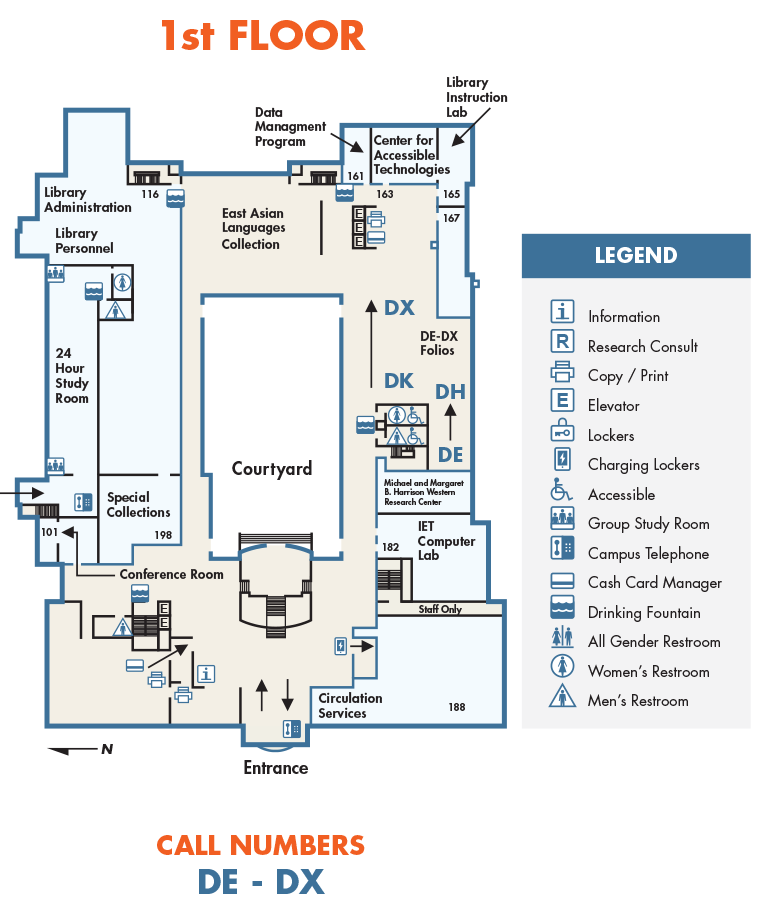 1st FLOOR
Library
Instruction
Lab
Data
Managment
Program
Center for
Accessible
Technologies
161
163
165
167
116
Library
Administration
Library
Personnel
East Asian
Languages
Collection
DX
DE-DX
Folios
DK
DH
DE
24
Hour
Study
Room
Courtyard
Special
Collections
198
101
Conference Room
Michael and Margaret
B. Harrison Western
Research Center
IET
Computer
Lab
182
Staff Only
E
E
E
E
E
i
Circulation
Services
188
N
Entrance
LEGEND
i Information
R Research Consult
Copy / Print
E Elevator
Lockers
Charging Lockers
Accessible
Group Study Room
Campus Telephone
Cash Card Manager
Drinking Fountain
All Gender Restroom
Women's Restroom
Men's Restroom
CALL NUMBERS
DE - DX